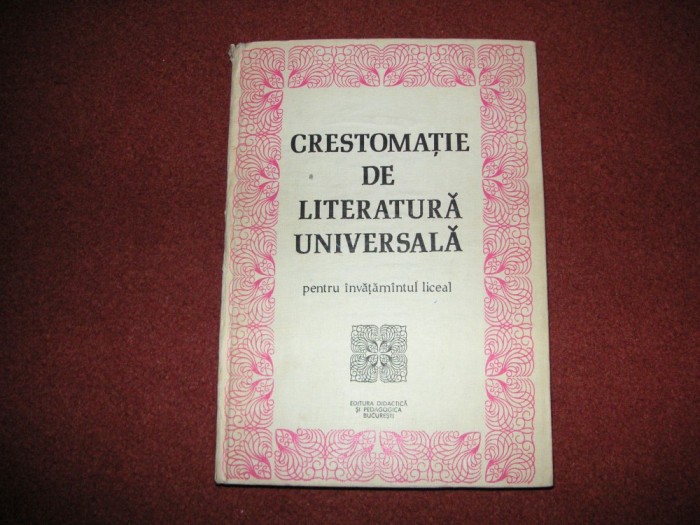 CRESTOMAȚIE
DE
LITERATURĂ
UNIVERSALĂ
pentru învățămîntul liceal
EDITURA DIDACTICĂ
ȘI PEDAGOGICĂ
BUCUREȘTI